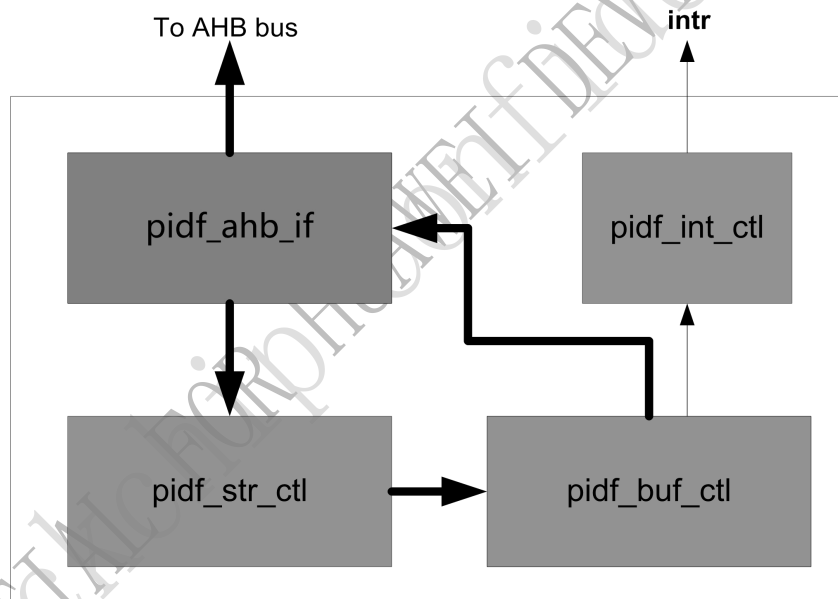 To AHB bus
intr
pidf_ahb_if
pidf_int_ctl
pidf_str_ctl
pidf_buf_ctl